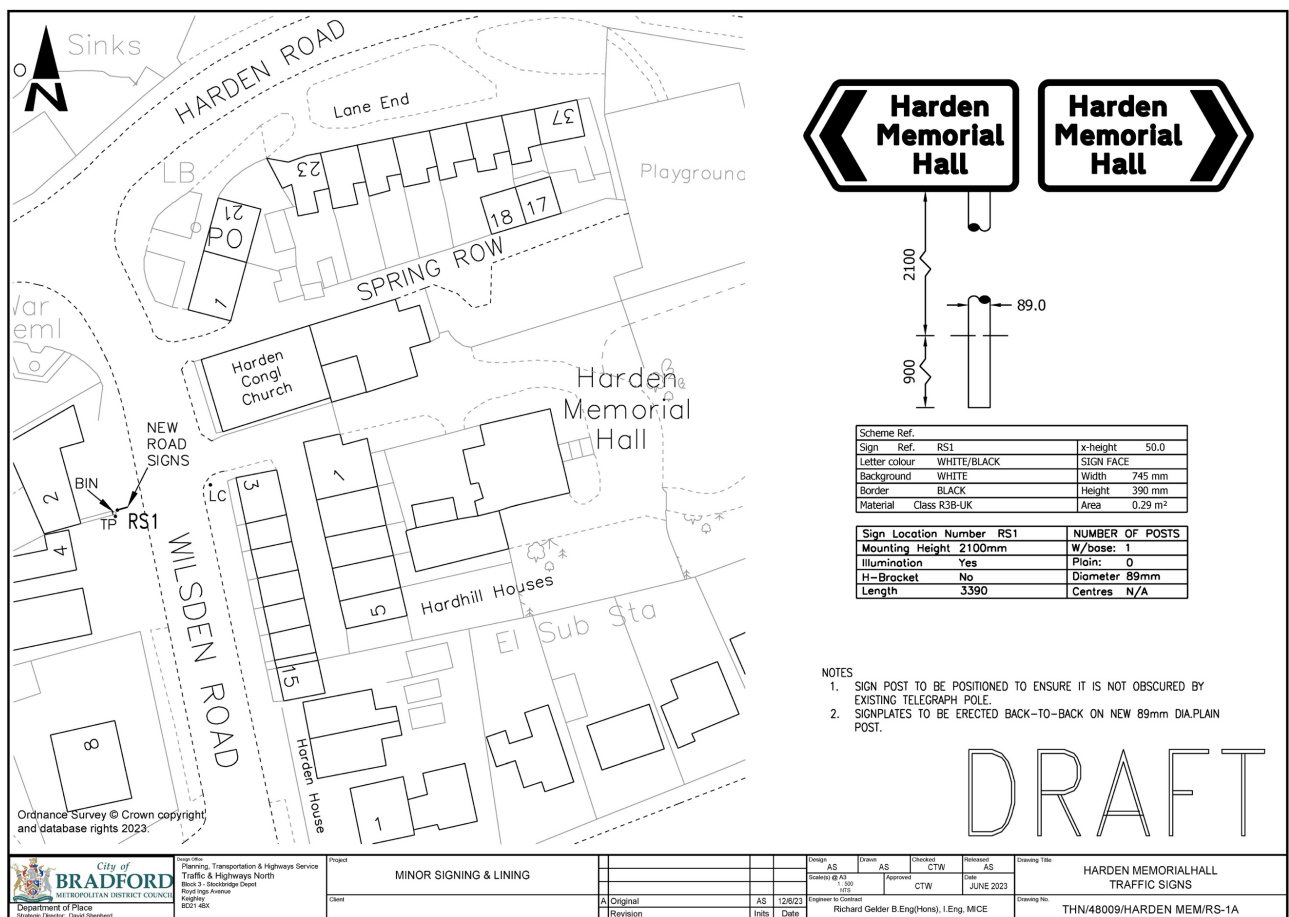 N
Sinks
HARDEN ROAD
Lane End
37
23
LB
21
PO
1
18
17
Playground
SPRING ROW
Harden
Congl
Church
Harden
Memorial
Hall
NEW
ROAD
SIGNS
BIN
TP
RS1
LC
2
4
3
1
5
15
Hardhill Houses
El Sub Sta
WILSDEN ROAD
8
Harden House
1
Ordnance Survey © Crown copyright
and database rights 2023.
Harden
Memorial
Hall
Harden
Memorial
Hall
2100
89.0
900
Scheme Ref.
Sign Ref. RS1 x-height 50.0
Letter colour WHITE/BLACK SIGN FACE
Background WHITE Width 745 mm
Border BLACK Height 390 mm
Material Class R3B-UK Area 0.29 m²
Sign Location Number RS1 NUMBER OF POSTS
Mounting Height 2100mm W/base: 1
Illumination Yes Plain: 0
H-Bracket No Diameter 89mm
Length 3390 Centres N/A
NOTES
1. SIGN POST TO BE POSITIONED TO ENSURE IT IS NOT OBSCURED BY
EXISTING TELEGRAPH POLE.
2. SIGNPLATES TO BE ERECTED BACK-TO-BACK ON NEW 89mm DIA.PLAIN
POST.
DRAFT
City of
BRADFORD
METROPOLITAN DISTRICT COUNCIL
Department of Place
Strategic Director: David Shepherd
Design Office
Planning, Transportation & Highways Service
Traffic & Highways North
Block 3 - Stockbridge Depot
Royd Ings Avenue
Keighley
BD21 4BX
Project
MINOR SIGNING & LINING
Client
A Original AS 12/6/23
Revision Inits Date
Design AS Drawn AS Checked CTW Released AS
Scale(s) @ A3 1 : 500 NTS Approved CTW Date JUNE 2023
Engineer to Contract
Richard Gelder B.Eng(Hons), I.Eng, MICE
Drawing Title
HARDEN MEMORIALHALL
TRAFFIC SIGNS
Drawing No.
THN/48009/HARDEN MEM/RS-1A